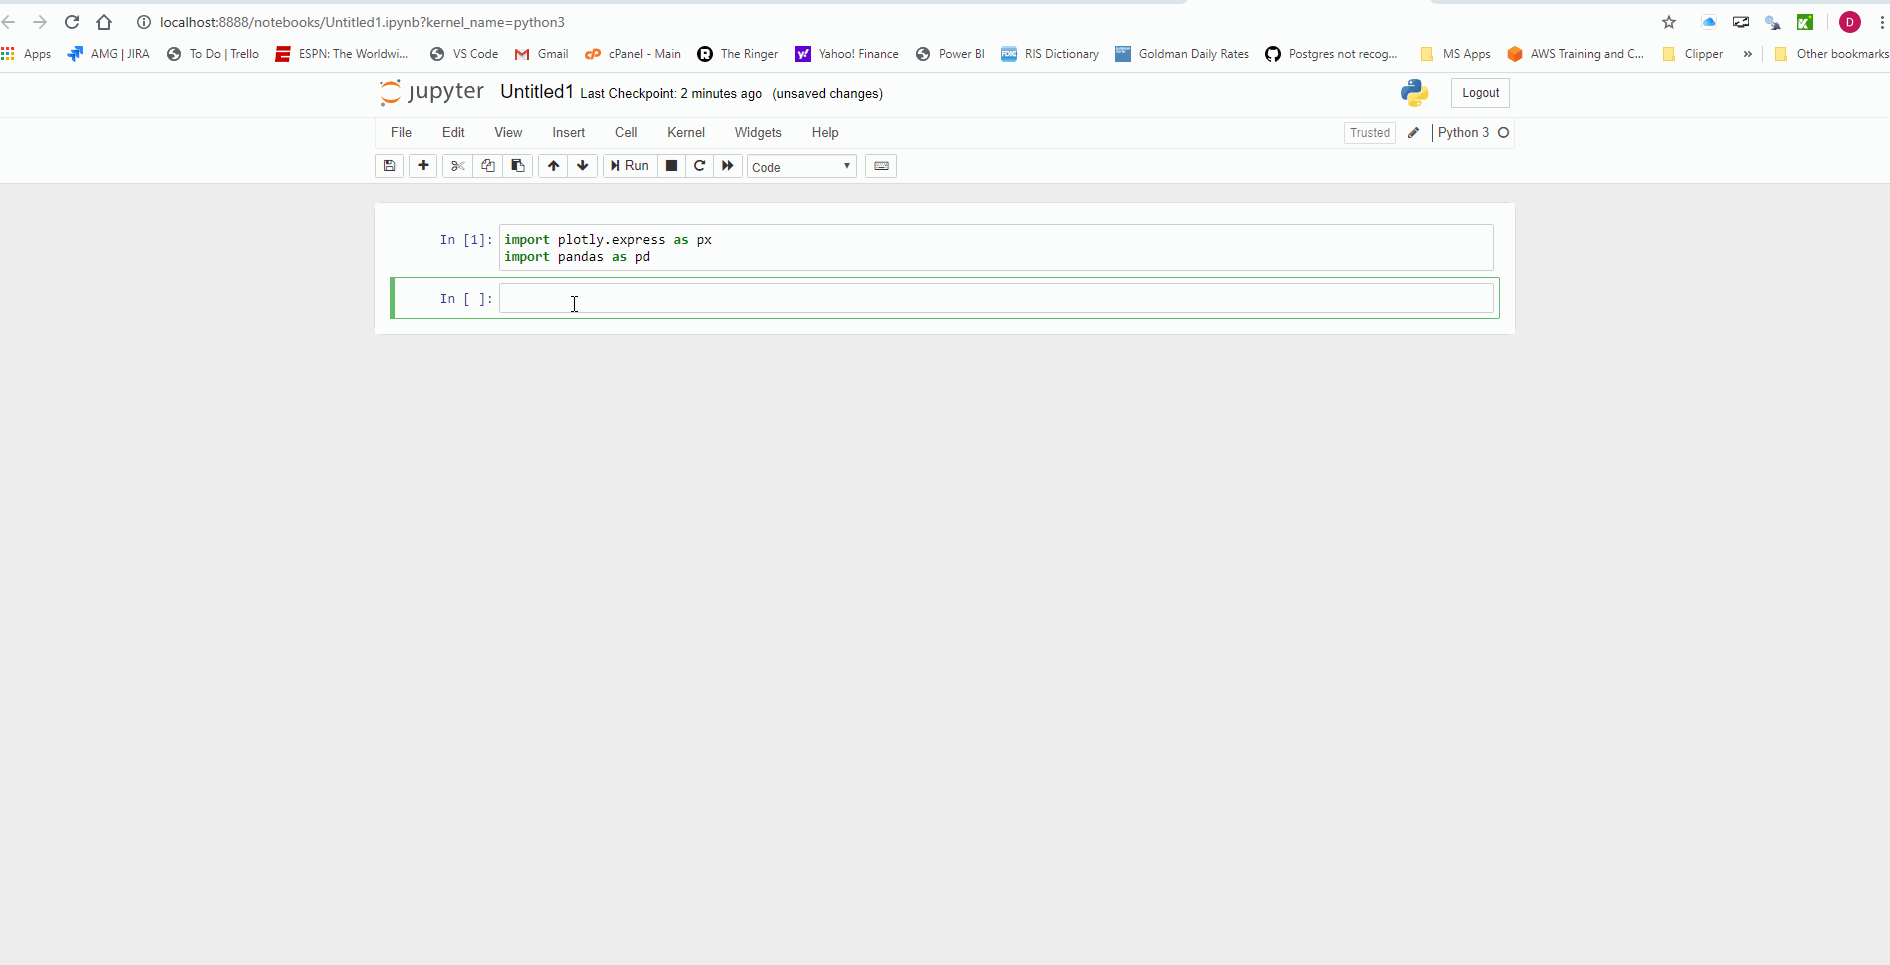 localhost:8888/notebooks/Untitled1.ipynb?kernel_name=python3
D
Apps AMG | JIRA To Do | Trello ESPN: The Worldwi... VS Code Gmail cP cPanel - Main R The Ringer y! Yahoo! Finance Power BI FDIC RIS Dictionary Goldman Daily Rates Postgres not recog... MS Apps AWS Training and C... Clipper » Other bookmarks
jupyter Untitled1 Last Checkpoint: 2 minutes ago (unsaved changes) Logout
File Edit View Insert Cell Kernel Widgets Help Trusted Python 3
Run Code
In [1]: import plotly.express as px
import pandas as pd
In [ ]: